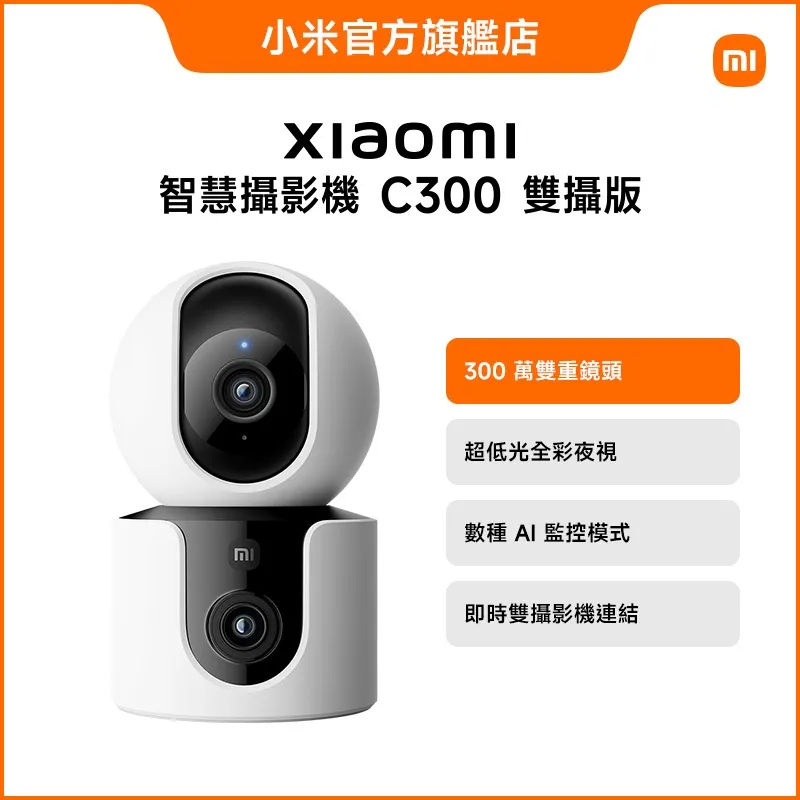 小米官方旗艦店
mi
xiaomi
智慧攝影機 C300 雙攝版
300 萬雙重鏡頭
超低光全彩夜視
數種 AI 監控模式
即時雙攝影機連結
mi